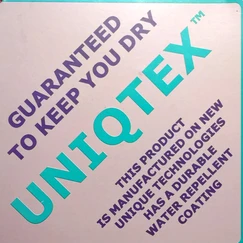 GUARANTEED
TO KEEP YOU DRY
UNIQTEX™
THIS PRODUCT
IS MANUFACTURED ON NEW
UNIQUE TECHNOLOGIES
HAS A DURABLE
WATER REPELLENT
COATING